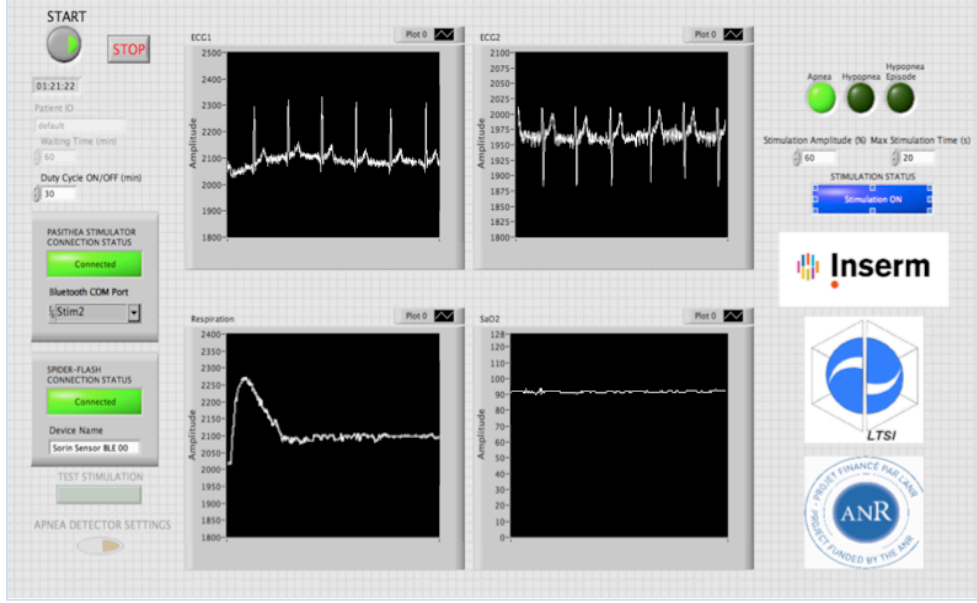 START
STOP
01:21:22
Patient ID
default
Waiting Time (min)
60
Duty Cycle ON/OFF (min)
30
PASITHEA STIMULATOR
CONNECTION STATUS
Connected
Bluetooth COM Port
Stim2
SPIDER-FLASH
CONNECTION STATUS
Connected
Device Name
Sorin Sensor BLE 00
TEST STIMULATION
APNEA DETECTOR SETTINGS
ECG1
Plot 0
Amplitude
2500
2400
2300
2200
2100
2000
1900
1800
ECG2
Plot 0
Amplitude
2100
2075
2050
2025
2000
1975
1950
1925
1900
1875
1850
1825
1800
Respiration
Plot 0
Amplitude
2400
2350
2300
2250
2200
2150
2100
2050
2000
1950
1900
1850
1800
SaO2
Plot 0
Amplitude
128
120
110
100
90
80
70
60
50
40
30
20
10
0
Apnea Hypopnea Hypopnea Episode
Stimulation Amplitude (%) Max Stimulation Time (s)
60 20
STIMULATION STATUS
Stimulation ON
Inserm
LTSI
PROJET FINANCÉ PAR L'ANR
ANR
PROJECT FUNDED BY THE ANR